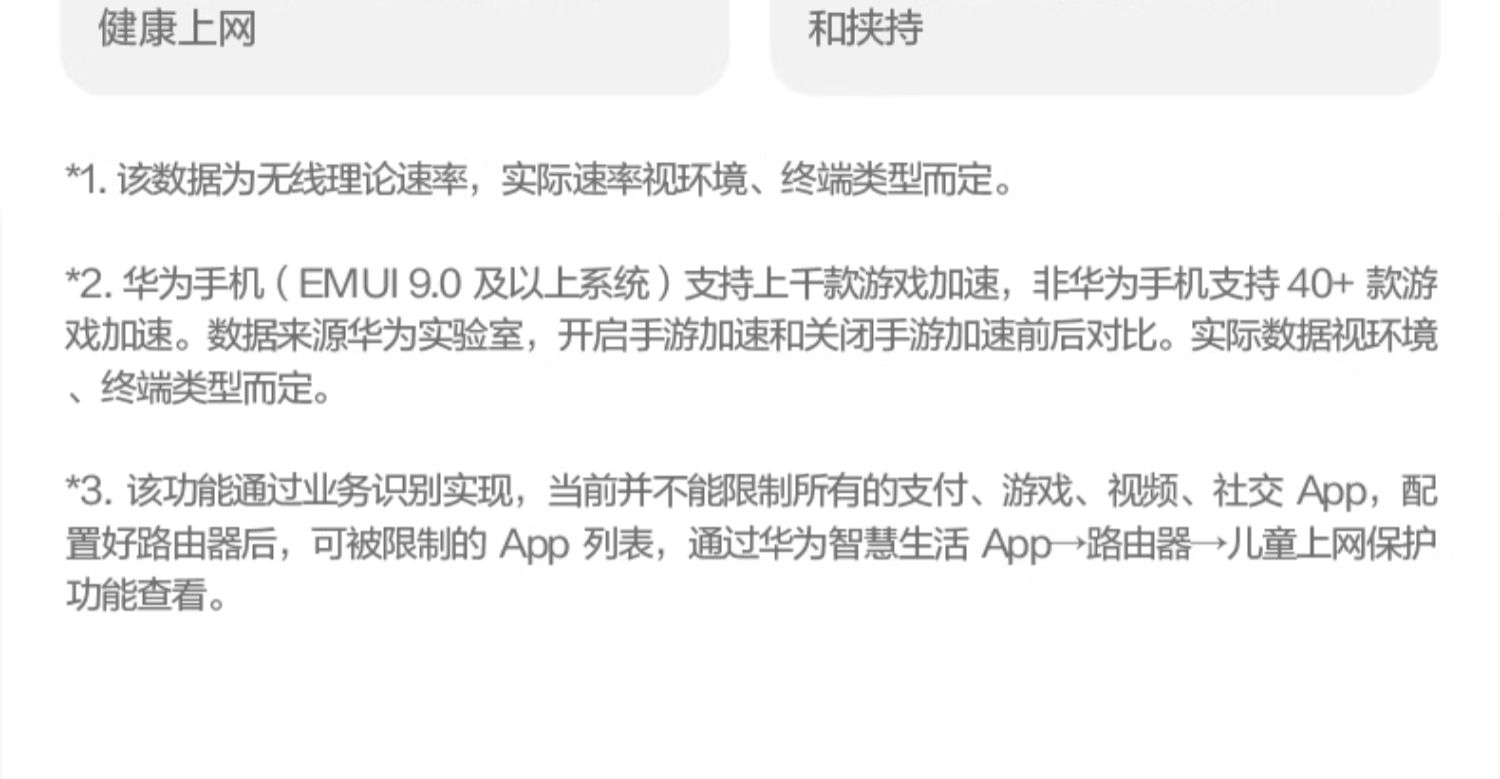 健康上网
和挟持
*1. 该数据为无线理论速率，实际速率视环境、终端类型而定。
*2. 华为手机（EMUI 9.0 及以上系统）支持上千款游戏加速，非华为手机支持 40+ 款游
戏加速。数据来源华为实验室，开启手游加速和关闭手游加速前后对比。实际数据视环境
、终端类型而定。
*3. 该功能通过业务识别实现，当前并不能限制所有的支付、游戏、视频、社交 App，配
置好路由器后，可被限制的 App 列表，通过华为智慧生活 App→路由器→儿童上网保护
功能查看。